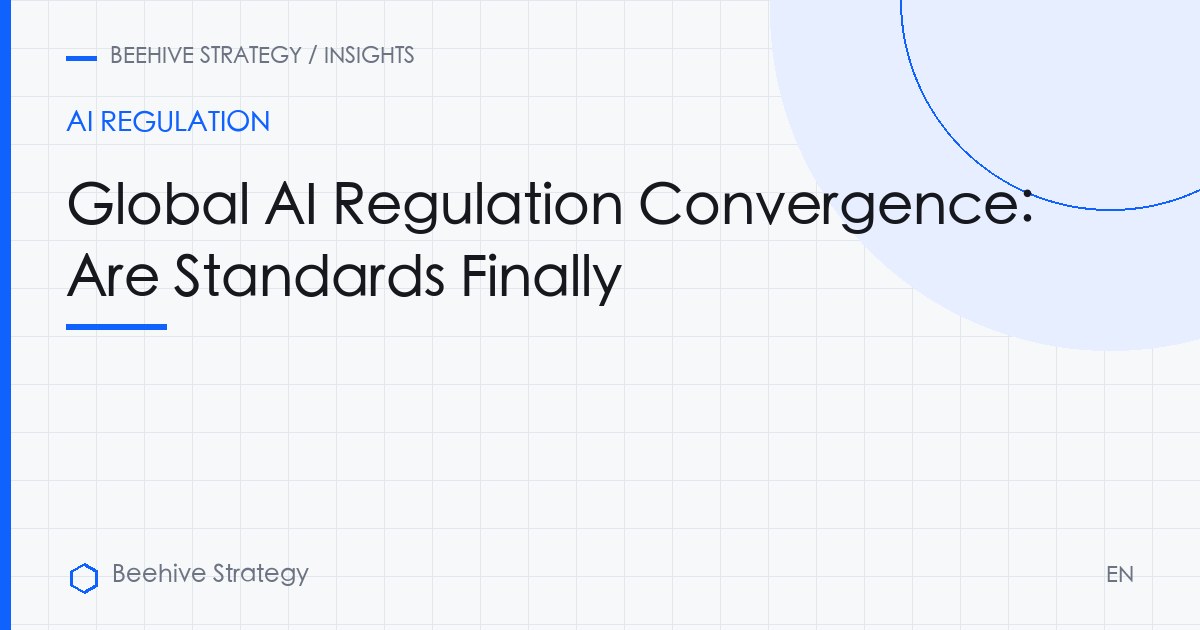 BEEHIVE STRATEGY / INSIGHTS
AI REGULATION
Global AI Regulation Convergence:
Are Standards Finally
Beehive Strategy
EN